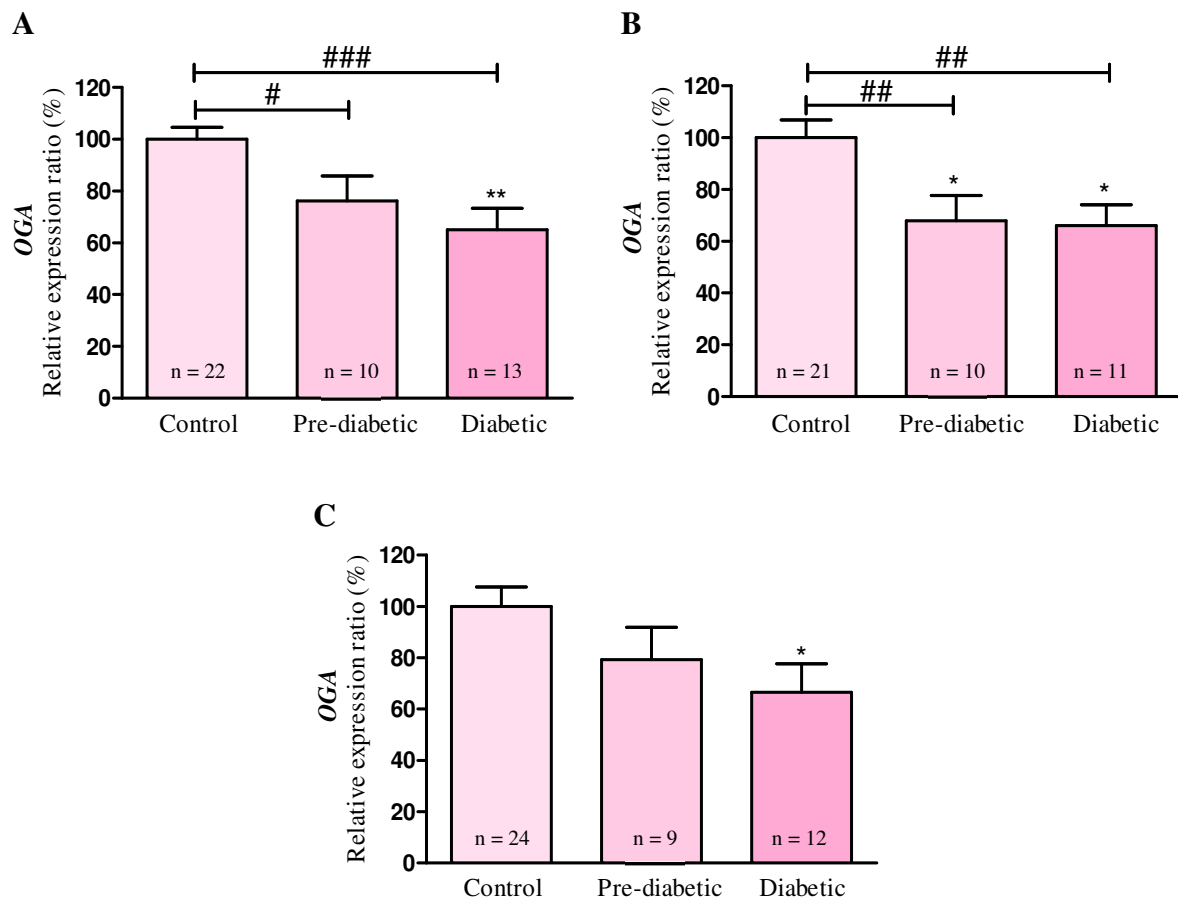 A
###
#
OGA
Relative expression ratio (%)
120
100
80
60
40
20
0
**
n = 22
n = 10
n = 13
Control
Pre-diabetic
Diabetic
B
##
##
OGA
Relative expression ratio (%)
120
100
80
60
40
20
0
*
*
n = 21
n = 10
n = 11
Control
Pre-diabetic
Diabetic
C
OGA
Relative expression ratio (%)
120
100
80
60
40
20
0
*
n = 24
n = 9
n = 12
Control
Pre-diabetic
Diabetic